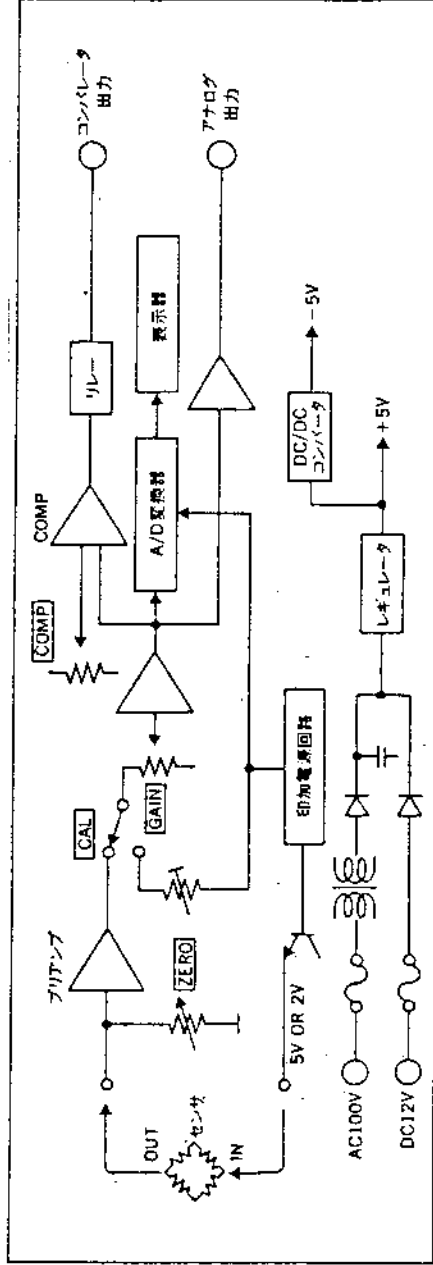 コンパレータ
出力
アナログ
出力
リレー
表示器
COMP
A/D変換器
COMP
CAL
GAIN
プリアンプ
ZERO
OUT
センサ
IN
5V OR 2V
印加電源回路
DC/DC
コンバータ
-5V
+5V
レギュレータ
AC100V
DC12V